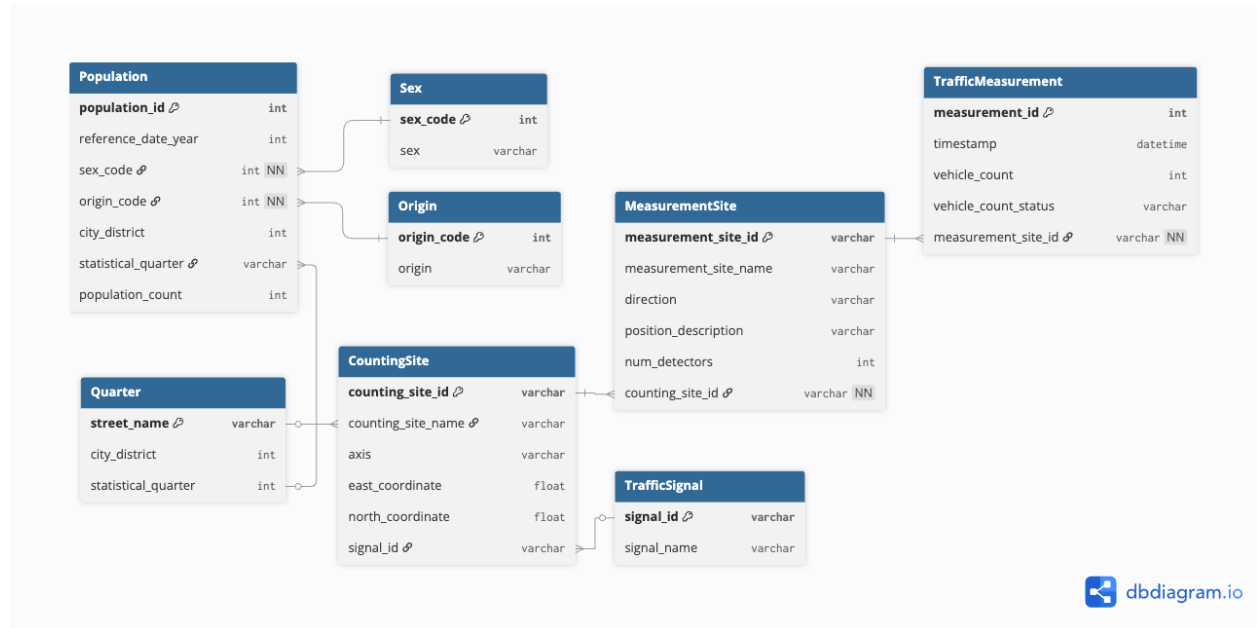 Population
population_id int
reference_date_year int
sex_code int NN
origin_code int NN
city_district int
statistical_quarter varchar
population_count int
Sex
sex_code int
sex varchar
Origin
origin_code int
origin varchar
Quarter
street_name varchar
city_district int
statistical_quarter int
CountingSite
counting_site_id varchar
counting_site_name varchar
axis varchar
east_coordinate float
north_coordinate float
signal_id varchar
MeasurementSite
measurement_site_id varchar
measurement_site_name varchar
direction varchar
position_description varchar
num_detectors int
counting_site_id varchar NN
TrafficSignal
signal_id varchar
signal_name varchar
TrafficMeasurement
measurement_id int
timestamp datetime
vehicle_count int
vehicle_count_status varchar
measurement_site_id varchar NN
dbdiagram.io